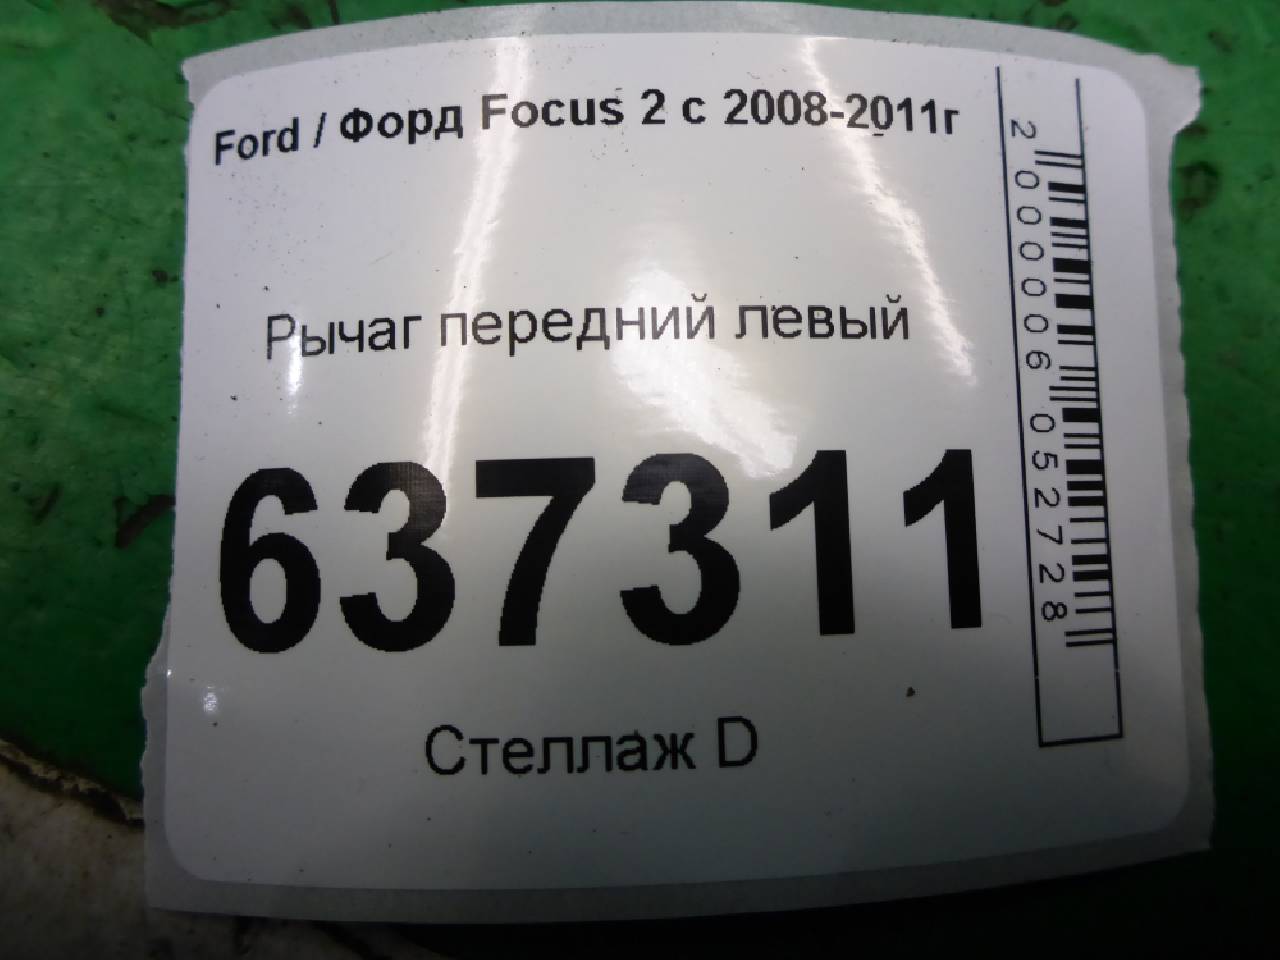 Ford / Форд Focus 2 с 2008-2011г
Рычаг передний левый
637311
Стеллаж D
2000006052728